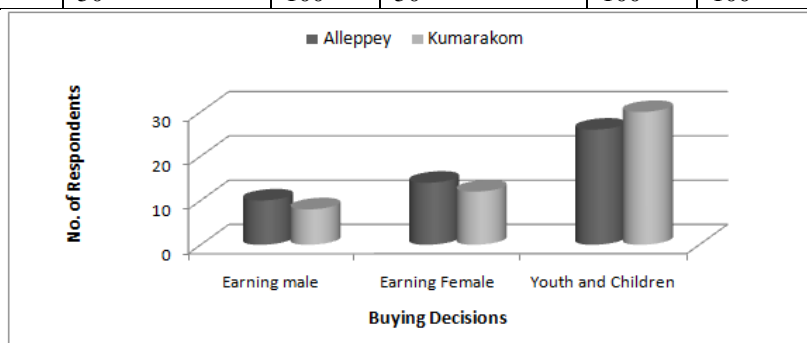 Alleppey Kumarakom
No. of Respondents
30
20
10
0
Earning male Earning Female Youth and Children
Buying Decisions